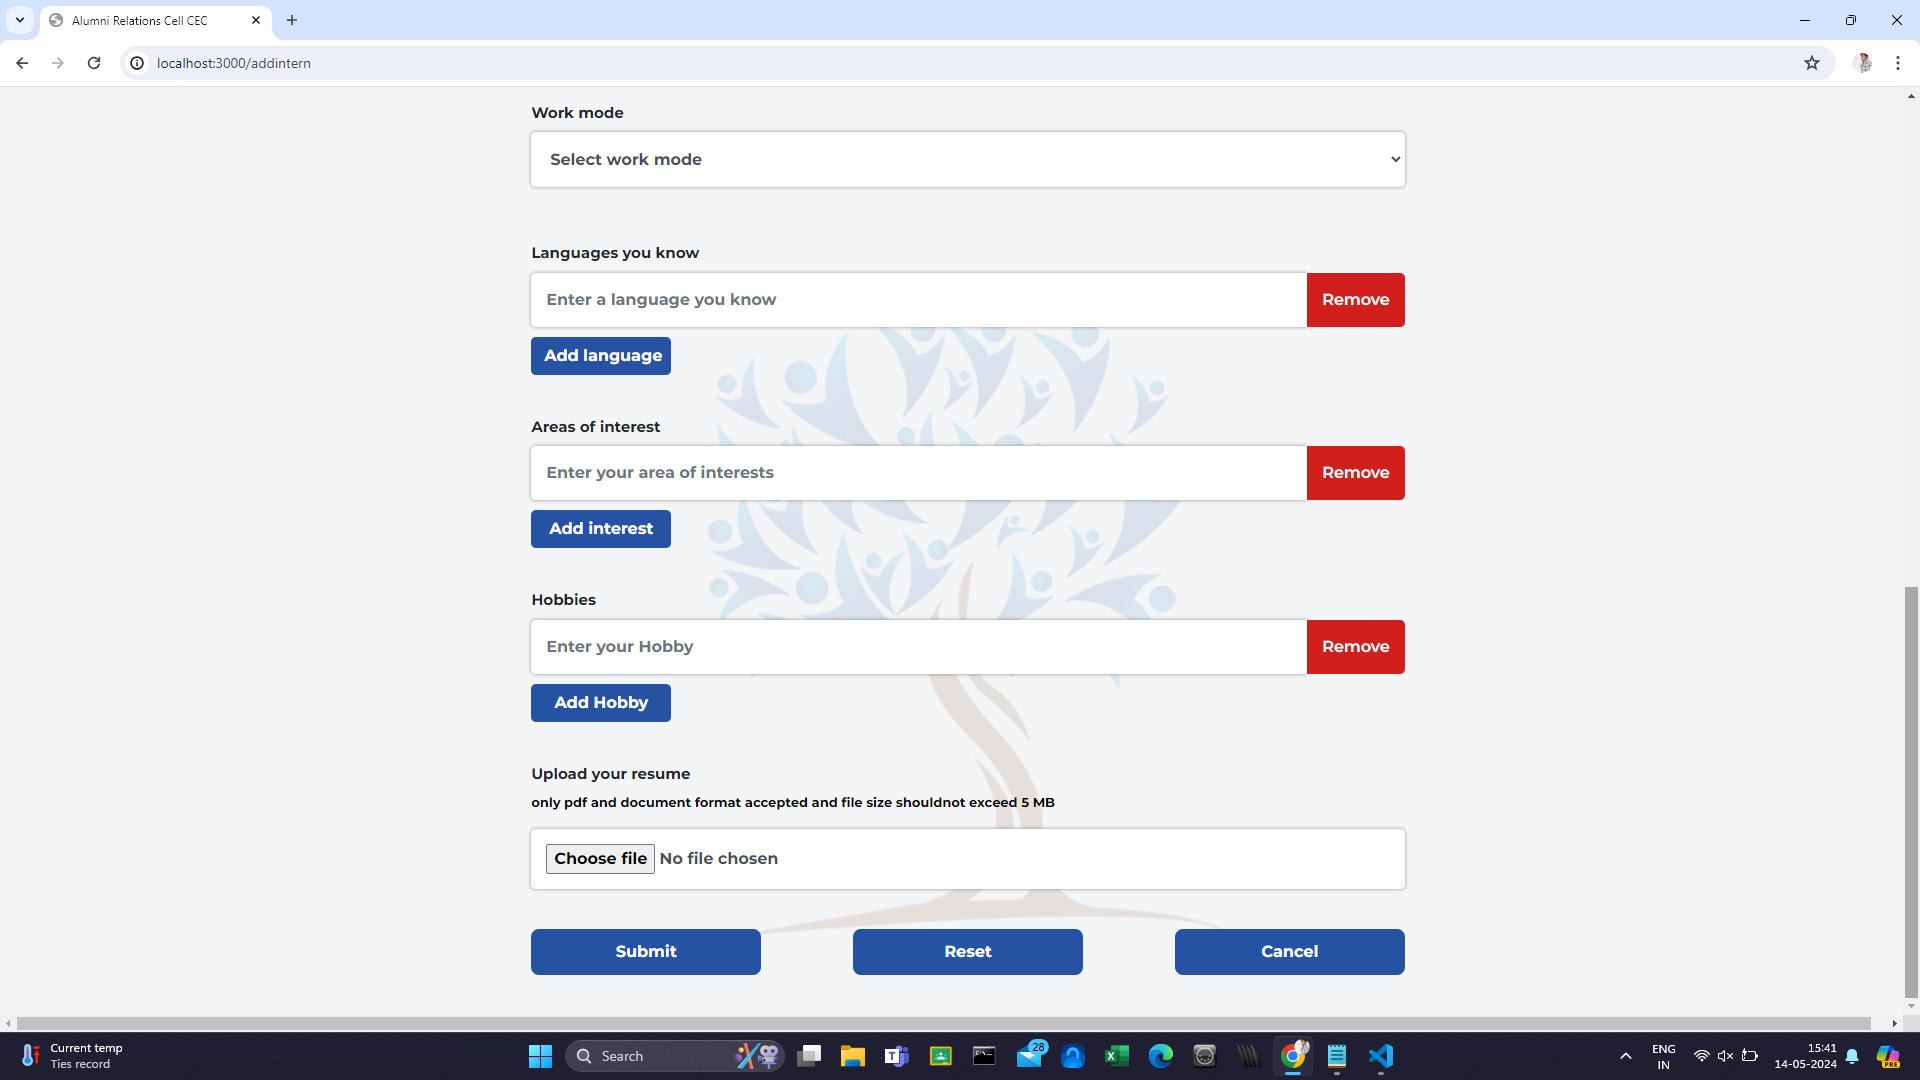 Alumni Relations Cell CEC
localhost:3000/addintern
Work mode
Select work mode
Languages you know
Enter a language you know
Remove
Add language
Areas of interest
Enter your area of interests
Remove
Add interest
Hobbies
Enter your Hobby
Remove
Add Hobby
Upload your resume
only pdf and document format accepted and file size shouldnot exceed 5 MB
Choose file No file chosen
Submit Reset Cancel
Current temp
Ties record
Search
28
ENG
IN
15:41
14-05-2024
PRE